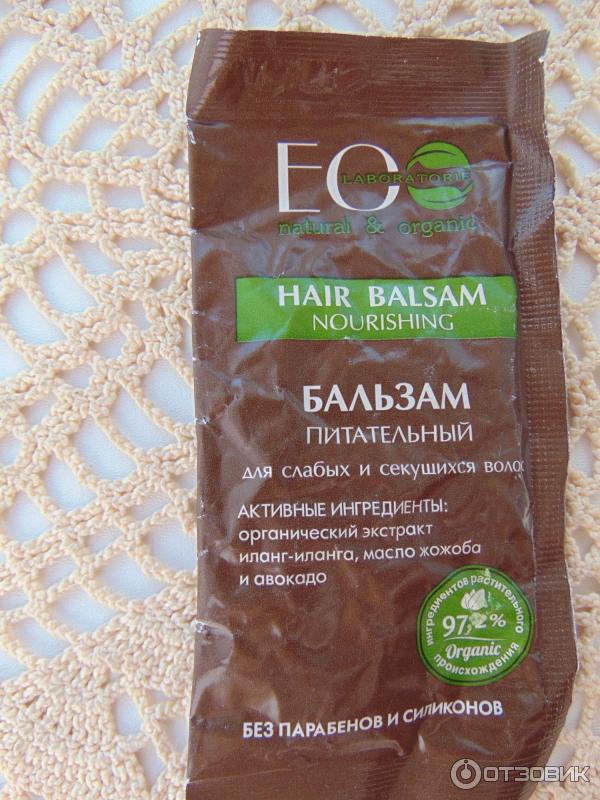 EO
LABORATORIE
natural & organic
HAIR BALSAM
NOURISHING
БАЛЬЗАМ
ПИТАТЕЛЬНЫЙ
для слабых и секущихся волос
АКТИВНЫЕ ИНГРЕДИЕНТЫ:
органический экстракт
иланг-иланга, масло жожоба
и авокадо
ингредиентов растительного
97,2%
Organic
происхождения
БЕЗ ПАРАБЕНОВ И СИЛИКОНОВ
ОТЗОВИК